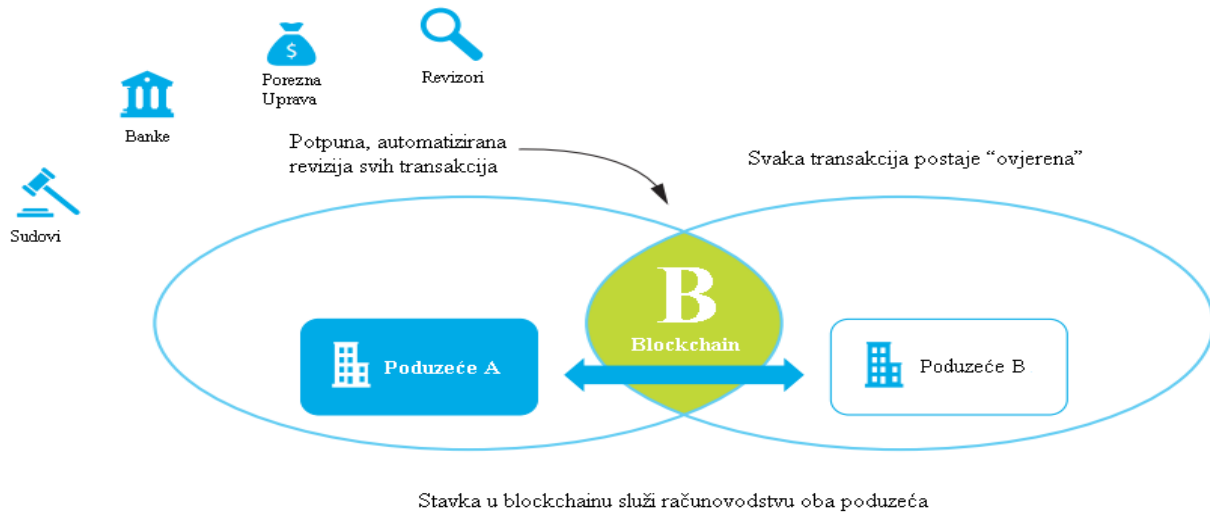 $
Porezna
Uprava
Revizori
Banke
Sudovi
Potpuna, automatizirana
revizija svih transakcija
Svaka transakcija postaje “ovjerena”
B
Blockchain
Poduzeće A
Poduzeće B
Stavka u blockchainu služi računovodstvu oba poduzeća